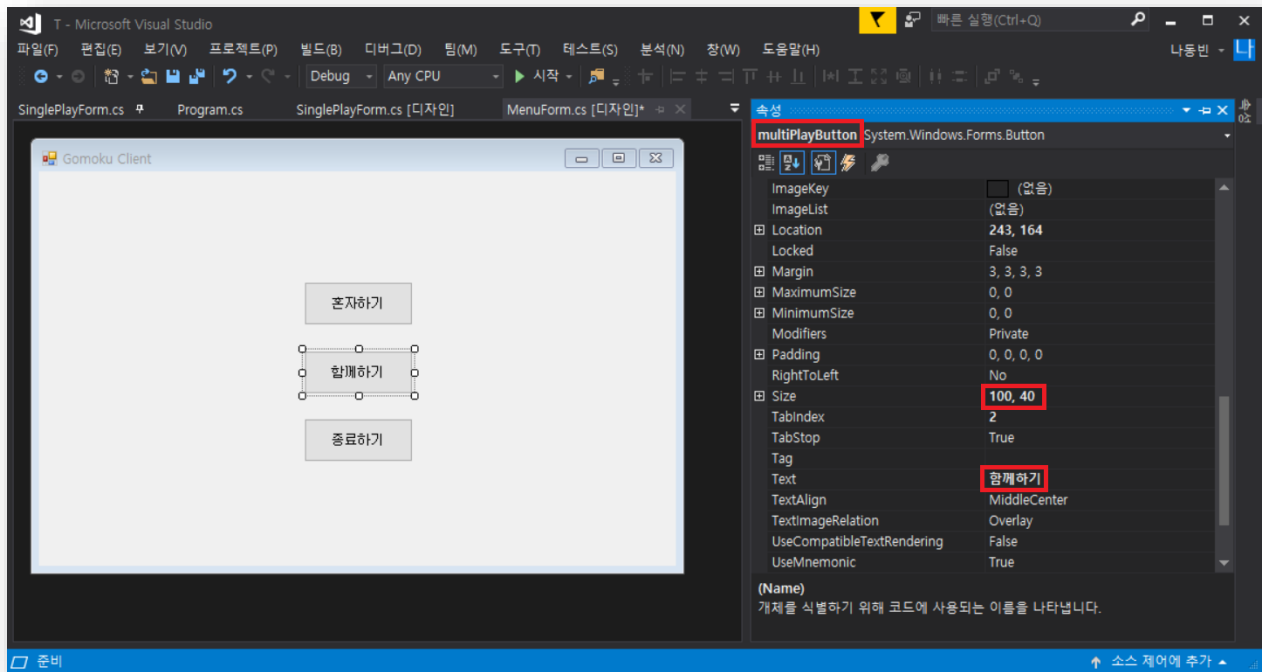 T - Microsoft Visual Studio
빠른 실행(Ctrl+Q)
파일(F) 편집(E) 보기(V) 프로젝트(P) 빌드(B) 디버그(D) 팀(M) 도구(T) 테스트(S) 분석(N) 창(W) 도움말(H) 나동빈 나
Debug Any CPU 시작
SinglePlayForm.cs Program.cs SinglePlayForm.cs [디자인] MenuForm.cs [디자인]*
Gomoku Client
혼자하기
함께하기
종료하기
속성
multiPlayButton System.Windows.Forms.Button
ImageKey (없음)
ImageList (없음)
Location 243, 164
Locked False
Margin 3, 3, 3, 3
MaximumSize 0, 0
MinimumSize 0, 0
Modifiers Private
Padding 0, 0, 0, 0
RightToLeft No
Size 100, 40
TabIndex 2
TabStop True
Tag
Text 함께하기
TextAlign MiddleCenter
TextImageRelation Overlay
UseCompatibleTextRendering False
UseMnemonic True
(Name)
개체를 식별하기 위해 코드에 사용되는 이름을 나타냅니다.
준비 소스 제어에 추가